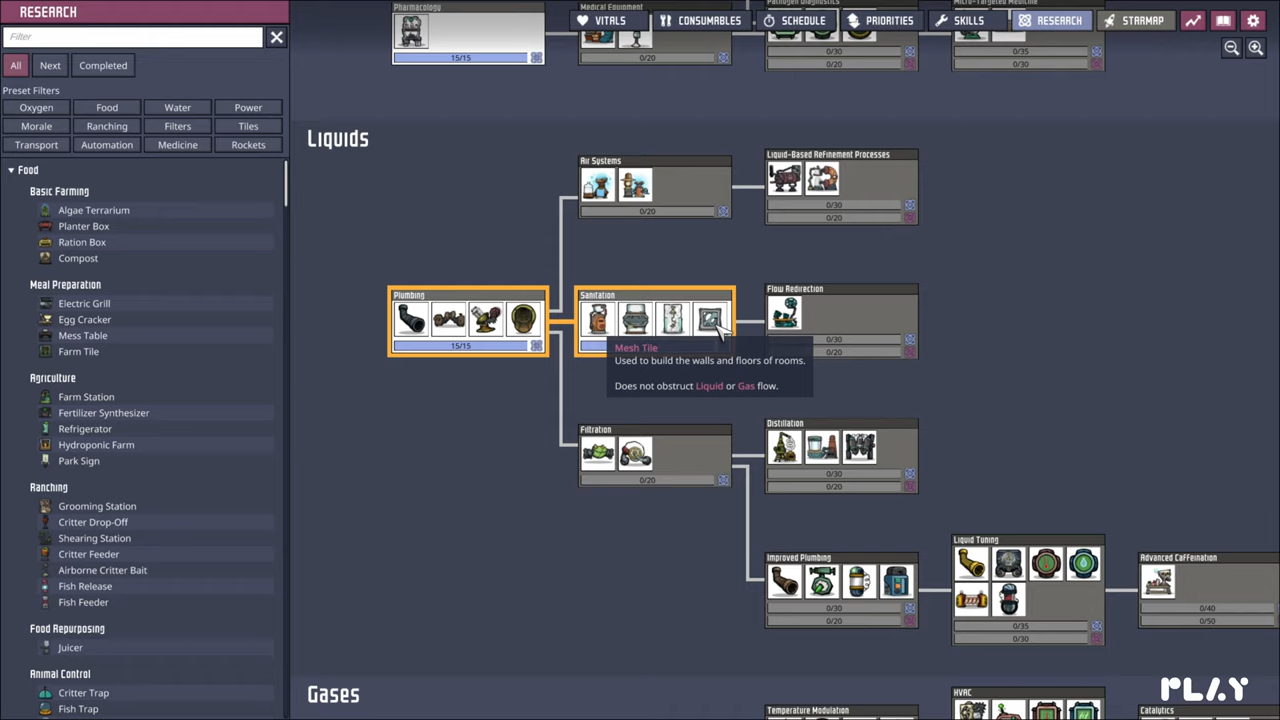 RESEARCH
VITALS
CONSUMABLES
SCHEDULE
PRIORITIES
SKILLS
RESEARCH
STARMAP
Filter
All
Next
Completed
Preset Filters
Oxygen
Food
Water
Power
Morale
Ranching
Filters
Tiles
Transport
Automation
Medicine
Rockets
Food
Basic Farming
Algae Terrarium
Planter Box
Ration Box
Compost
Meal Preparation
Electric Grill
Egg Cracker
Mess Table
Farm Tile
Agriculture
Farm Station
Fertilizer Synthesizer
Refrigerator
Hydroponic Farm
Park Sign
Ranching
Grooming Station
Critter Drop-Off
Shearing Station
Critter Feeder
Airborne Critter Bait
Fish Release
Fish Feeder
Food Repurposing
Juicer
Animal Control
Critter Trap
Fish Trap
Pharmacology
15/15
Medical Equipment
0/20
Pathogen Diagnostics
0/30
0/20
Micro-Targeted Medicine
0/35
0/30
Liquids
Air Systems
0/20
Liquid-Based Refinement Processes
0/30
0/20
Plumbing
15/15
Sanitation
Mesh Tile
Used to build the walls and floors of rooms.
Does not obstruct Liquid or Gas flow.
Flow Redirection
0/30
0/20
Filtration
0/20
Distillation
0/30
0/20
Improved Plumbing
0/30
0/20
Liquid Tuning
0/35
0/30
Advanced Caffeination
0/40
0/50
Gases
Temperature Modulation
HVAC
Catalytics
PLAY